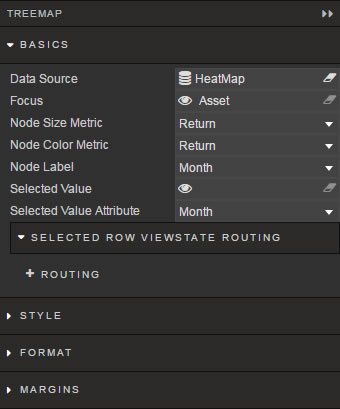 TREEMAP
BASICS
Data Source HeatMap
Focus Asset
Node Size Metric Return
Node Color Metric Return
Node Label Month
Selected Value
Selected Value Attribute Month
SELECTED ROW VIEWSTATE ROUTING
ROUTING
STYLE
FORMAT
MARGINS